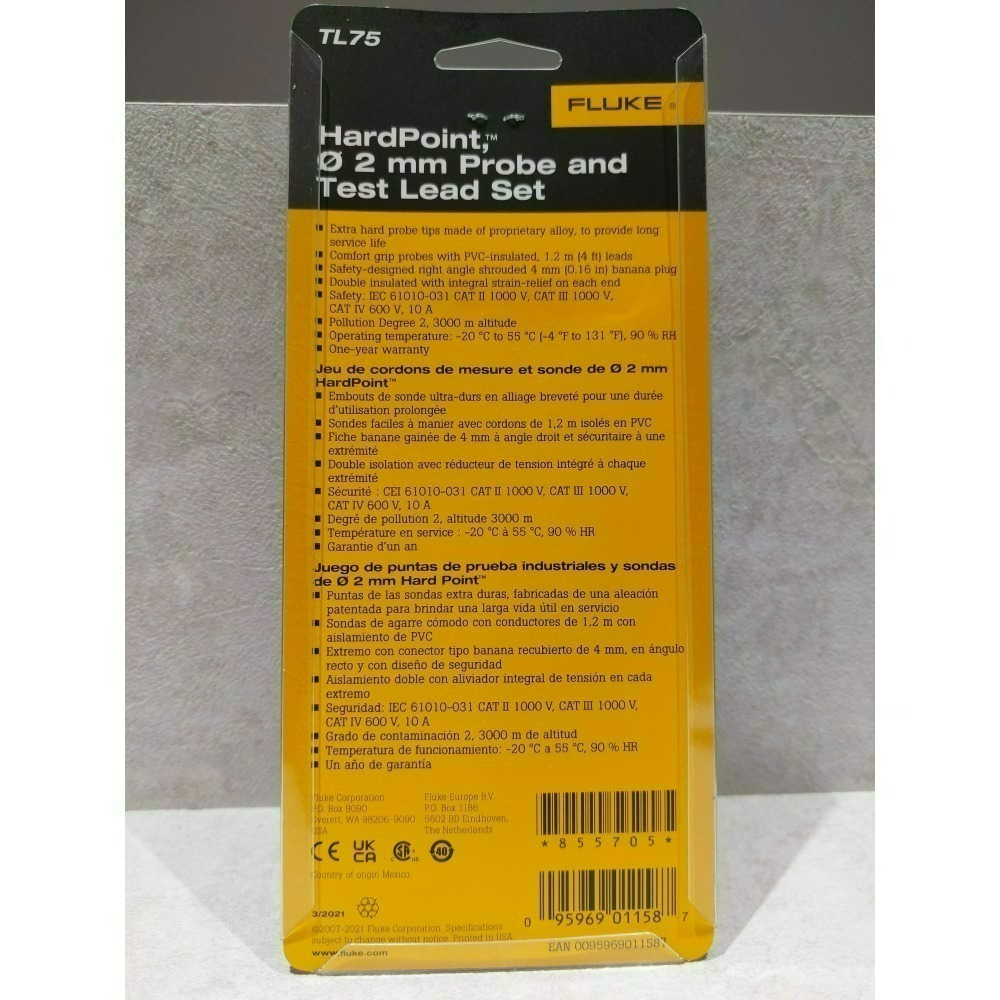 TL75
FLUKE®
HardPoint,™
Ø 2 mm Probe and
Test Lead Set
Extra hard probe tips made of proprietary alloy, to provide long
service life
Comfort grip probes with PVC-insulated, 1.2 m (4 ft) leads
Safety-designed right angle shrouded 4 mm (0.16 in) banana plug
Double insulated with integral strain-relief on each end
Safety: IEC 61010-031 CAT II 1000 V, CAT III 1000 V,
CAT IV 600 V, 10 A
Pollution Degree 2, 3000 m altitude
Operating temperature: -20 °C to 55 °C (-4 °F to 131 °F), 90 % RH
One-year warranty
Jeu de cordons de mesure et sonde de Ø 2 mm
HardPoint™
Embouts de sonde ultra-durs en alliage breveté pour une durée
d'utilisation prolongée
Sondes faciles à manier avec cordons de 1,2 m isolés en PVC
Fiche banane gainée de 4 mm à angle droit et sécuritaire à une
extrémité
Double isolation avec réducteur de tension intégré à chaque
extrémité
Sécurité : CEI 61010-031 CAT II 1000 V, CAT III 1000 V,
CAT IV 600 V, 10 A
Degré de pollution 2, altitude 3000 m
Température en service : -20 °C à 55 °C, 90 % HR
Garantie d'un an
Juego de puntas de prueba industriales y sondas
de Ø 2 mm Hard Point™
Puntas de las sondas extra duras, fabricadas de una aleación
patentada para brindar una larga vida útil en servicio
Sondas de agarre cómodo con conductores de 1,2 m con
aislamiento de PVC
Extremo con conector tipo banana recubierto de 4 mm, en ángulo
recto y con diseño de seguridad
Aislamiento doble con aliviador integral de tensión en cada
extremo
Seguridad: IEC 61010-031 CAT II 1000 V, CAT III 1000 V,
CAT IV 600 V, 10 A
Grado de contaminación 2, 3000 m de altitud
Temperatura de funcionamiento: -20 °C a 55 °C, 90 % HR
Un año de garantía
Fluke Corporation
P.O. Box 9090
Everett, WA 98206-9090
USA
Fluke Europe B.V
P.O. Box 1186
5602 BD Eindhoven,
The Netherlands
*855705*
CE UK CA SA US 40
Country of origin Mexico.
3/2021
0 95969 01158 7
©2007-2021 Fluke Corporation. Specifications
subject to change without notice. Printed in USA.
EAN 0095969011587
www.fluke.com